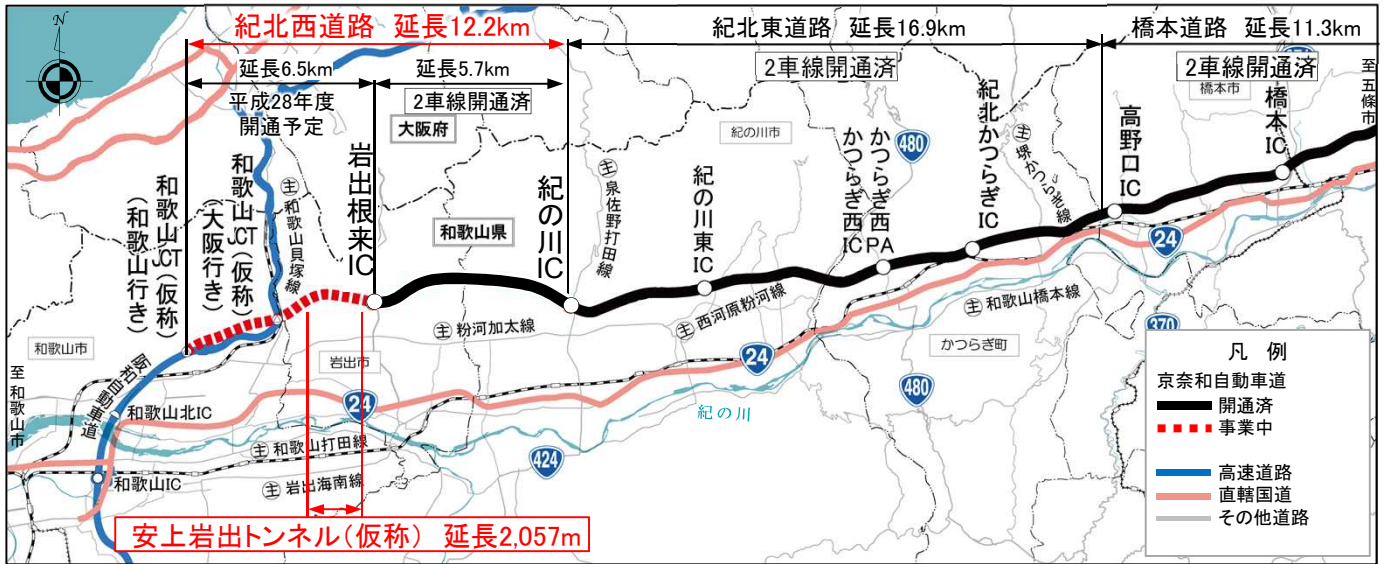 N
紀北西道路 延長12.2km
紀北東道路 延長16.9km
橋本道路 延長11.3km
延長6.5km
延長5.7km
平成28年度
開通予定
2車線開通済
2車線開通済
2車線開通済
大阪府
和歌山県
紀の川市
橋本市
至 五條市
和歌山JCT(仮称)
(和歌山行き)
和歌山JCT(仮称)
(大阪行き)
主 和歌山貝塚線
岩出根来IC
紀の川IC
主 泉佐野打田線
紀の川東IC
かつらぎ西IC
かつらぎ西PA
480
紀北かつらぎIC
主 堺かつらぎ線
高野口IC
橋本IC
24
主 和歌山橋本線
主 西河原粉河線
主 粉河加太線
24
370
かつらぎ町
480
和歌山市
岩出市
至 和歌山市
阪和自動車道
和歌山北IC
24
紀の川
主 和歌山打田線
424
和歌山IC
主 岩出海南線
安上岩出トンネル(仮称) 延長2,057m
凡 例
京奈和自動車道
開通済
事業中
高速道路
直轄国道
その他道路